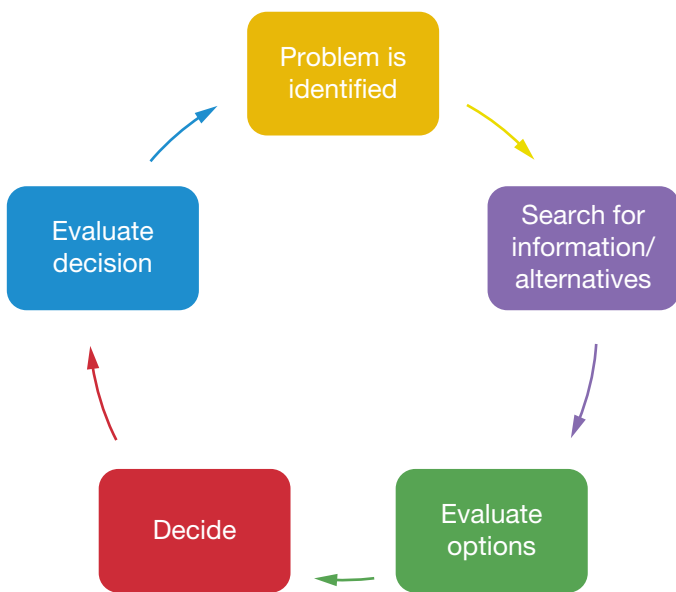 Problem is
identified
Search for
information/
alternatives
Evaluate
options
Decide
Evaluate
decision